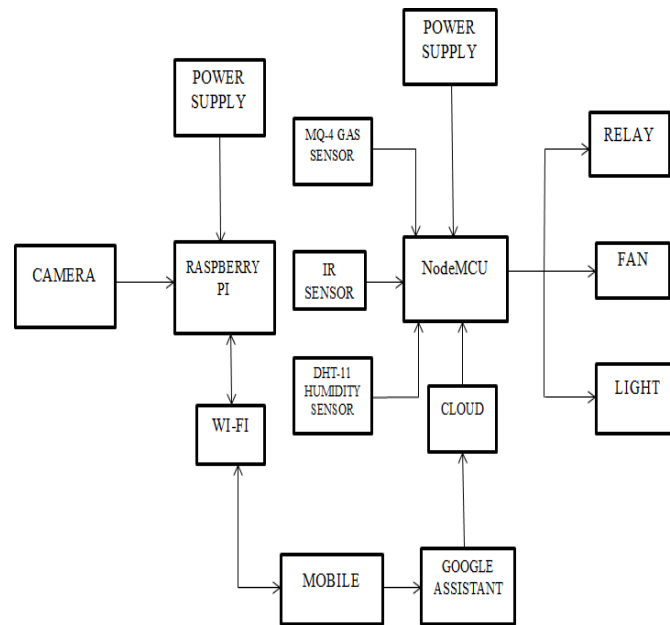 POWER
SUPPLY
POWER
SUPPLY
MQ-4 GAS
SENSOR
RELAY
CAMERA
RASPBERRY
PI
IR
SENSOR
NodeMCU
FAN
DHT-11
HUMIDITY
SENSOR
CLOUD
LIGHT
WI-FI
MOBILE
GOOGLE
ASSISTANT